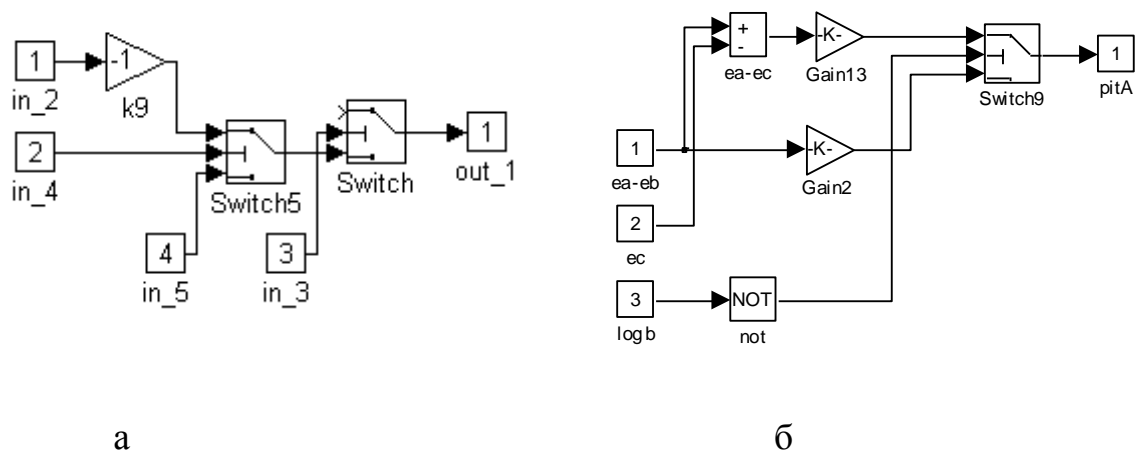 1
in_2
-1
k9
2
in_4
Switch5
4
in_5
3
in_3
Switch
1
out_1
+
-
ea-ec
-K-
Gain13
Switch9
1
pitA
1
ea-eb
-K-
Gain2
2
ec
3
logb
NOT
not
а
б